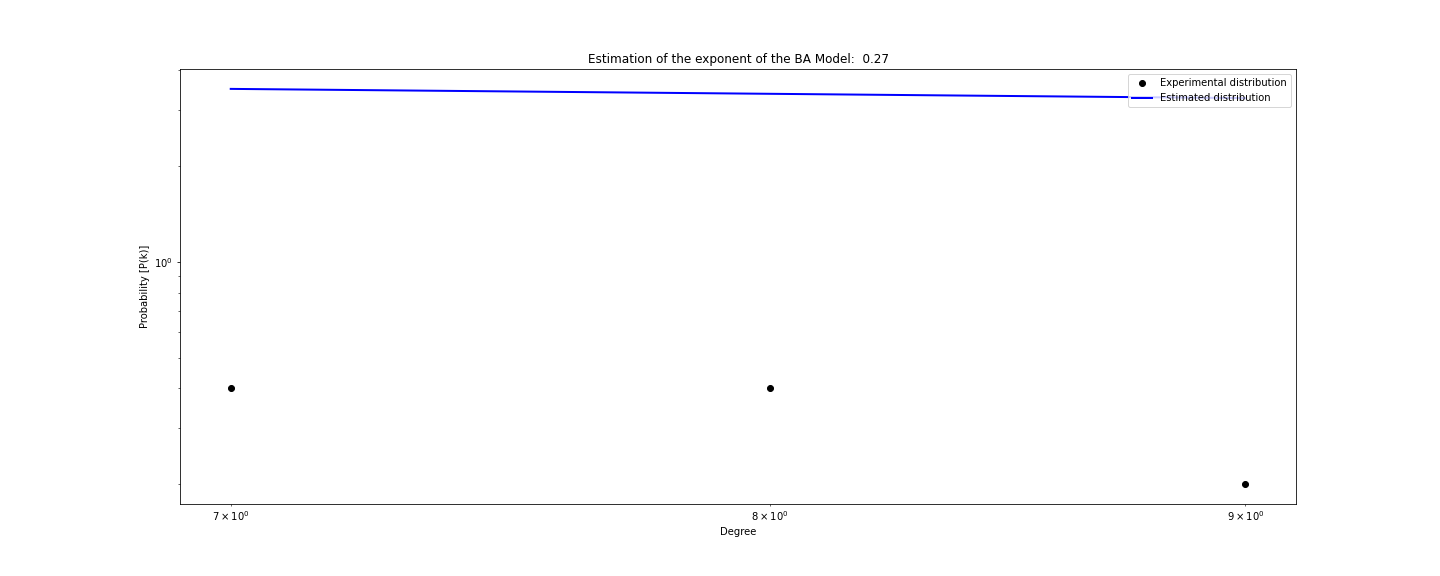 Estimation of the exponent of the BA Model:  0.27
Experimental distribution
Estimated distribution
Probability [P(k)]
10⁰
7 × 10⁰
8 × 10⁰
9 × 10⁰
Degree